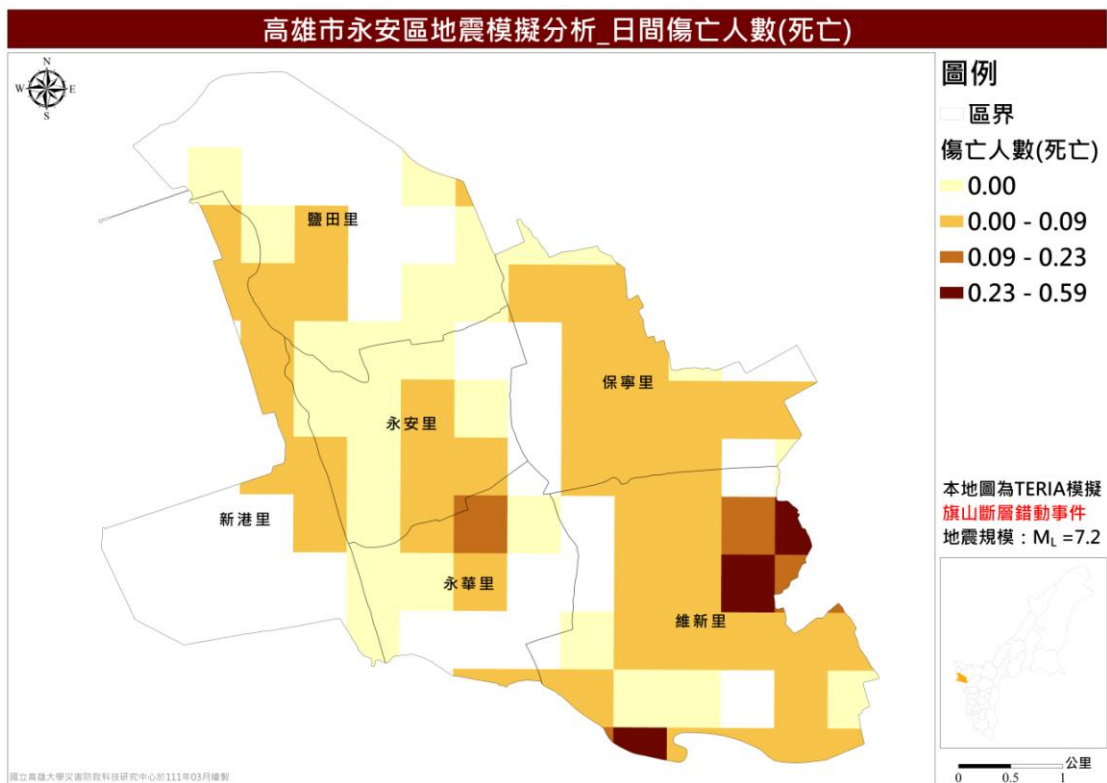 高雄市永安區地震模擬分析_日間傷亡人數(死亡)
N
W E
S
圖例
區界
傷亡人數(死亡)
0.00
0.00 - 0.09
0.09 - 0.23
0.23 - 0.59
鹽田里
保寧里
永安里
新港里
永華里
維新里
本地圖為TERIA模擬
旗山斷層錯動事件
地震規模：ML =7.2
公里
0 0.5 1
國立高雄大學災害防救科技研究中心於111年03月繪製